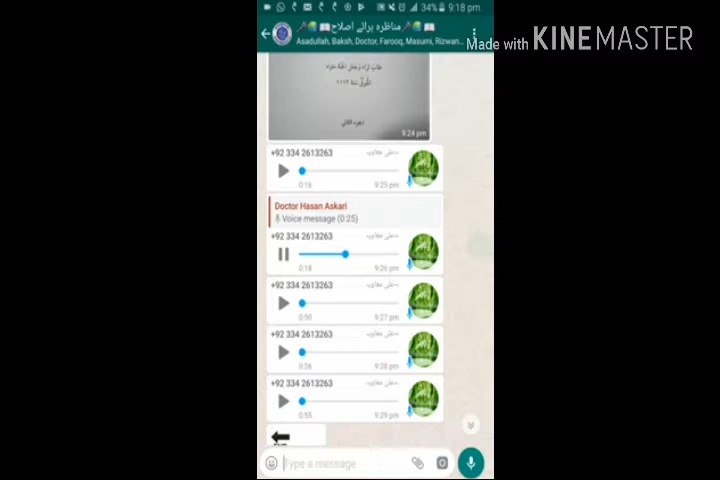 34% 9:18 pm
مناظرہ برائے اصلاح
Asadullah, Baksh, Doctor, Farooq, Masumi, Rizwan...
Made with KINEMASTER
9:24 pm
+92 334 2613263
0:16 9:25 pm
Doctor Hasan Askari
Voice message (0:25)
+92 334 2613263
0:18 9:26 pm
+92 334 2613263
0:50 9:27 pm
+92 334 2613263
0:26 9:28 pm
+92 334 2613263
0:55 9:29 pm
Type a message